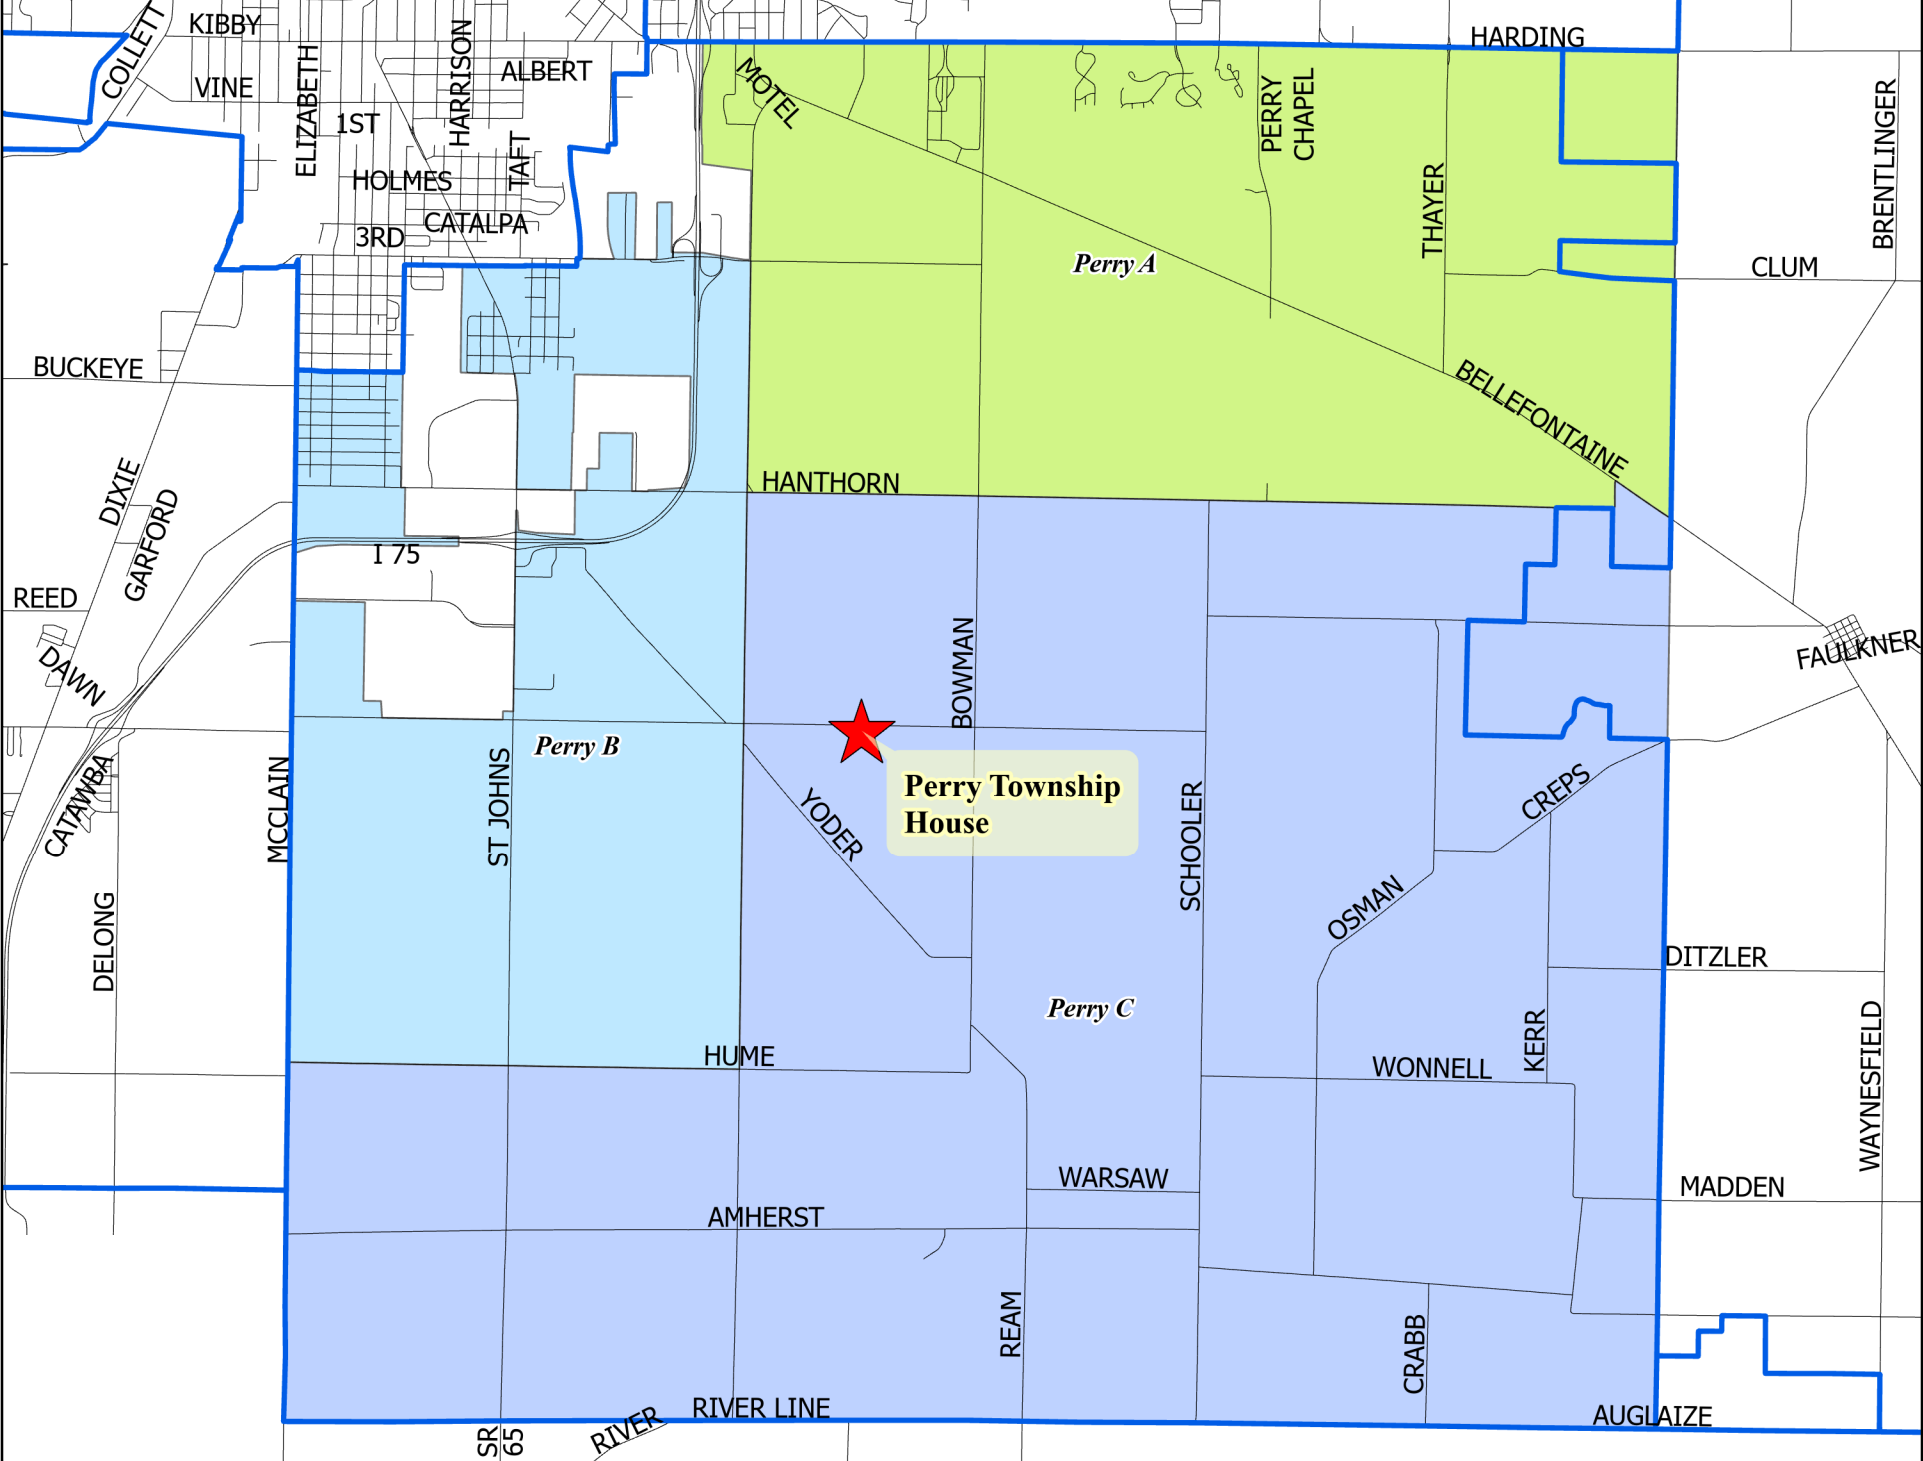 KIBBY
COLLETT
HARRISON
HARDING
ELIZABETH
ALBERT
MOTEL
VINE
PERRY
CHAPEL
BRENTLINGER
1ST
TAFT
THAYER
HOLMES
CATALPA
3RD
Perry A
CLUM
BUCKEYE
BELLEFONTAINE
DIXIE
HANTHORN
GARFORD
I 75
REED
BOWMAN
FAULKNER
DAWN
Perry B
CATAWBA
MCCLAIN
ST JOHNS
Perry Township
House
YODER
SCHOOLER
CREPS
OSMAN
DELONG
DITZLER
Perry C
KERR
WAYNESFIELD
HUME
WONNELL
WARSAW
MADDEN
AMHERST
REAM
CRABB
RIVER LINE
AUGLAIZE
SR
65
RIVER